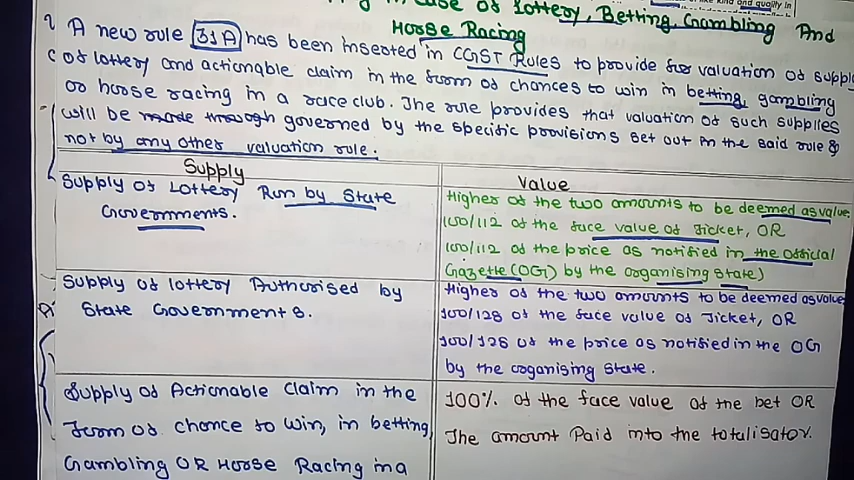 in case of Lottery, Betting, Gambling And
Horse Racing
kind and quality in
A new rule 31A has been inserted in CGST Rules to provide for valuation of supply
of lottery and actionable claim in the form of chances to win in betting, gambling
or horse racing in a race club. The rule provides that valuation of such supplies
will be made through governed by the specific provisions set out in the said rule &
not by any other valuation rule.
Supply
Value
Supply of Lottery Run by State
Governments.
Higher of the two amounts to be deemed as value.
100/112 of the face value of Ticket, OR
100/112 of the price as notified in the Official
Gazette (OG) by the organising state)
Supply of lottery Authorised by
State Governments.
Higher of the two amounts to be deemed as value
100/128 of the face value of Ticket, OR
100/128 of the price as notified in the OG
by the organising state.
Supply of Actionable Claim in the
Form of chance to win, in betting,
Gambling OR Horse Racing in a
100% of the face value of the bet OR
The amount Paid into the totalisator.